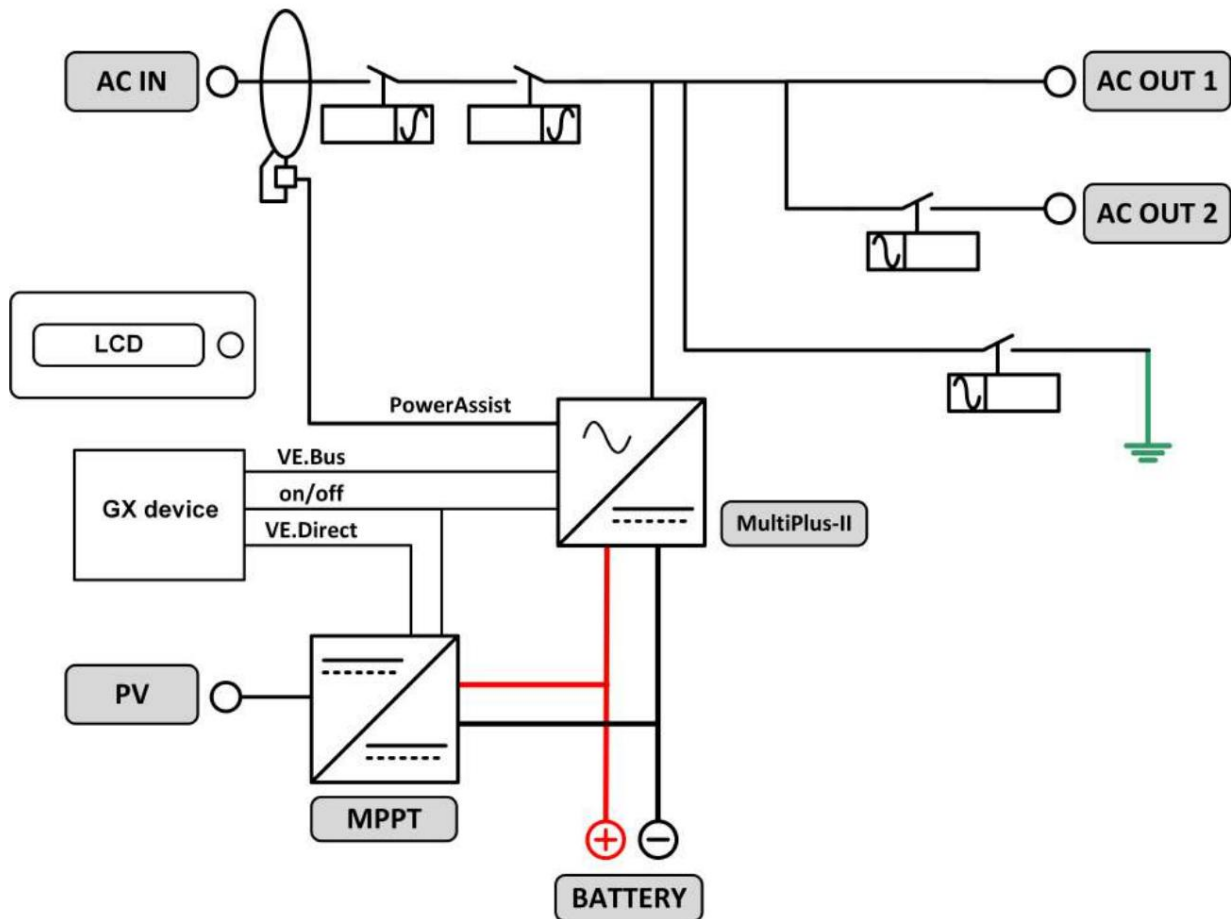 AC IN
AC OUT 1
AC OUT 2
LCD
PowerAssist
VE.Bus
GX device
on/off
VE.Direct
MultiPlus-II
PV
MPPT
BATTERY